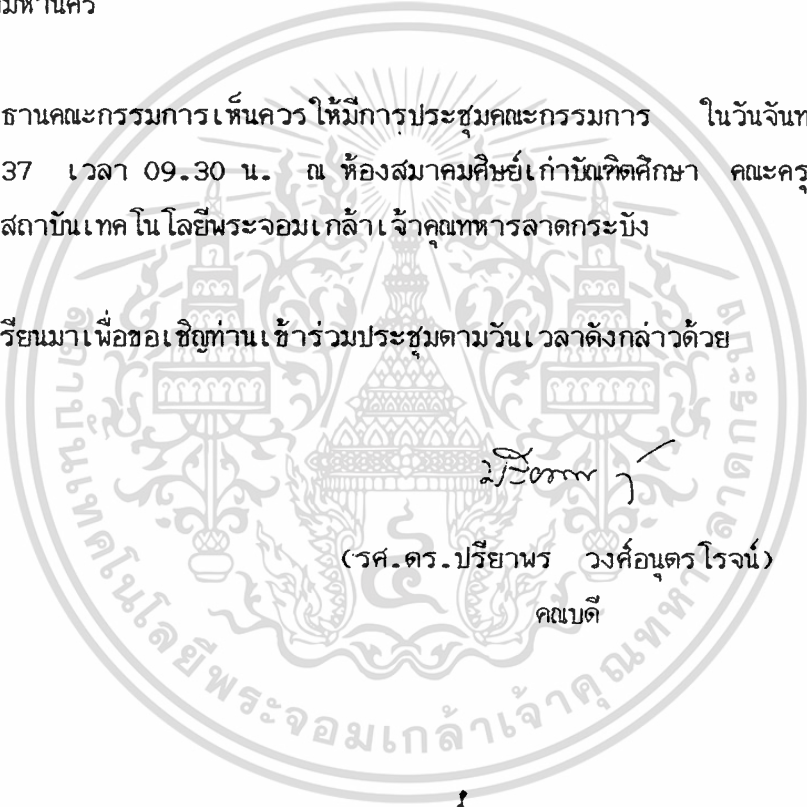 ธานคณะกรรมการเห็นควรให้มีการประชุมคณะกรรมการ ในวันจันท
37 เวลา 09.30 น. ณ ห้องสมาคมศิษย์เก่าบัณฑิตศึกษา คณะครุ
สถาบันเทคโนโลยีพระจอมเกล้าเจ้าคุณทหารลาดกระบัง
รียนมาเพื่อขอเชิญท่านเข้าร่วมประชุมตามวันเวลาดังกล่าวด้วย
(รศ.ดร.ปรียาพร วงศ์อนุตรโรจน์)
คณบดี
สถาบันเทคโนโลยีพระจอมเกล้าเจ้าคุณทหารลาดกระบัง